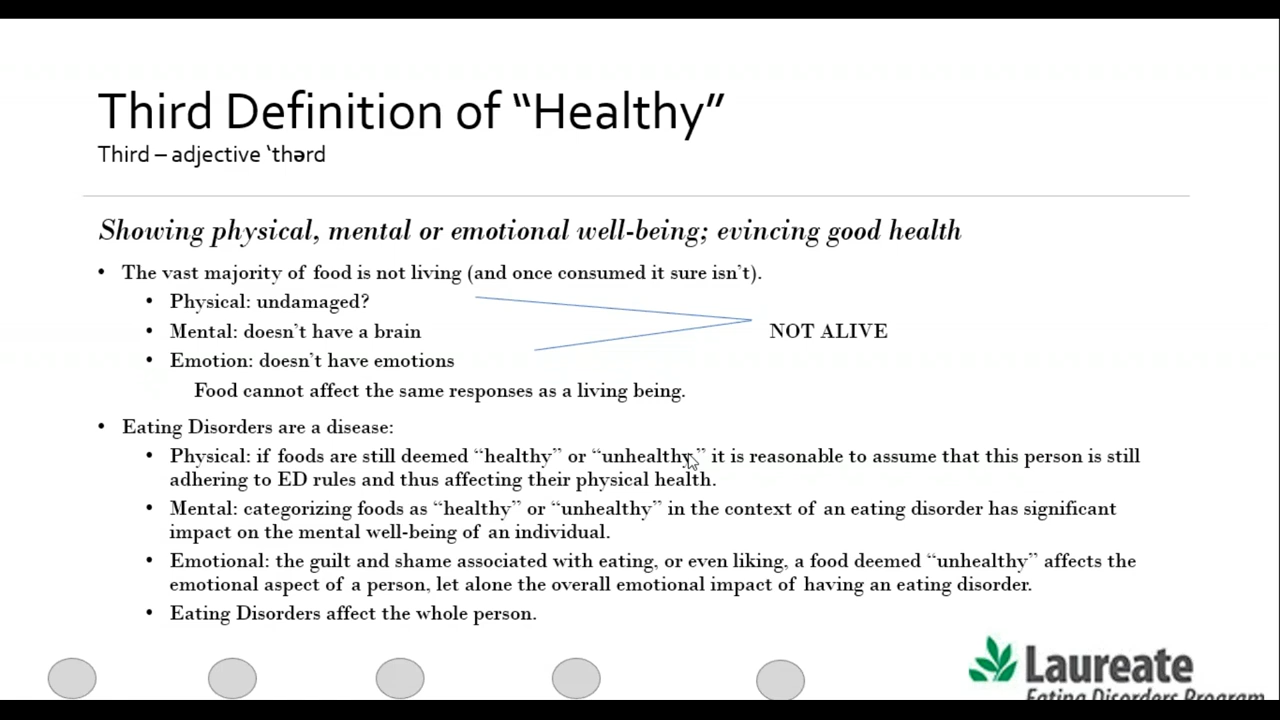 Third Definition of “Healthy”
Third – adjective ‘thərd
Showing physical, mental or emotional well-being; evincing good health
• The vast majority of food is not living (and once consumed it sure isn’t).
• Physical: undamaged?
• Mental: doesn’t have a brain
NOT ALIVE
• Emotion: doesn’t have emotions
Food cannot affect the same responses as a living being.
• Eating Disorders are a disease:
• Physical: if foods are still deemed “healthy” or “unhealthy” it is reasonable to assume that this person is still
adhering to ED rules and thus affecting their physical health.
• Mental: categorizing foods as “healthy” or “unhealthy” in the context of an eating disorder has significant
impact on the mental well-being of an individual.
• Emotional: the guilt and shame associated with eating, or even liking, a food deemed “unhealthy” affects the
emotional aspect of a person, let alone the overall emotional impact of having an eating disorder.
• Eating Disorders affect the whole person.
Laureate
Eating Disorders Program